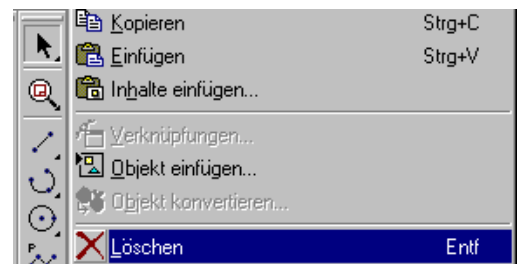 Kopieren Strg+C
Einfügen Strg+V
Inhalte einfügen...
Verknüpfungen...
Objekt einfügen...
Objekt konvertieren...
Löschen Entf
P